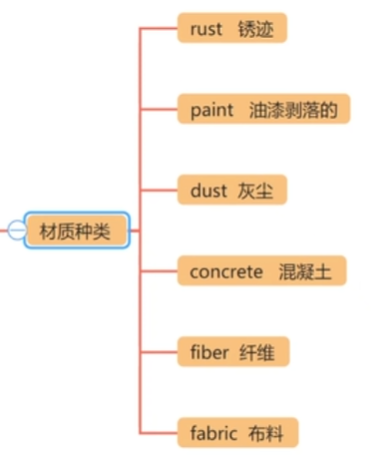 rust 锈迹
paint 油漆剥落的
dust 灰尘
材质种类
concrete 混凝土
fiber 纤维
fabric 布料